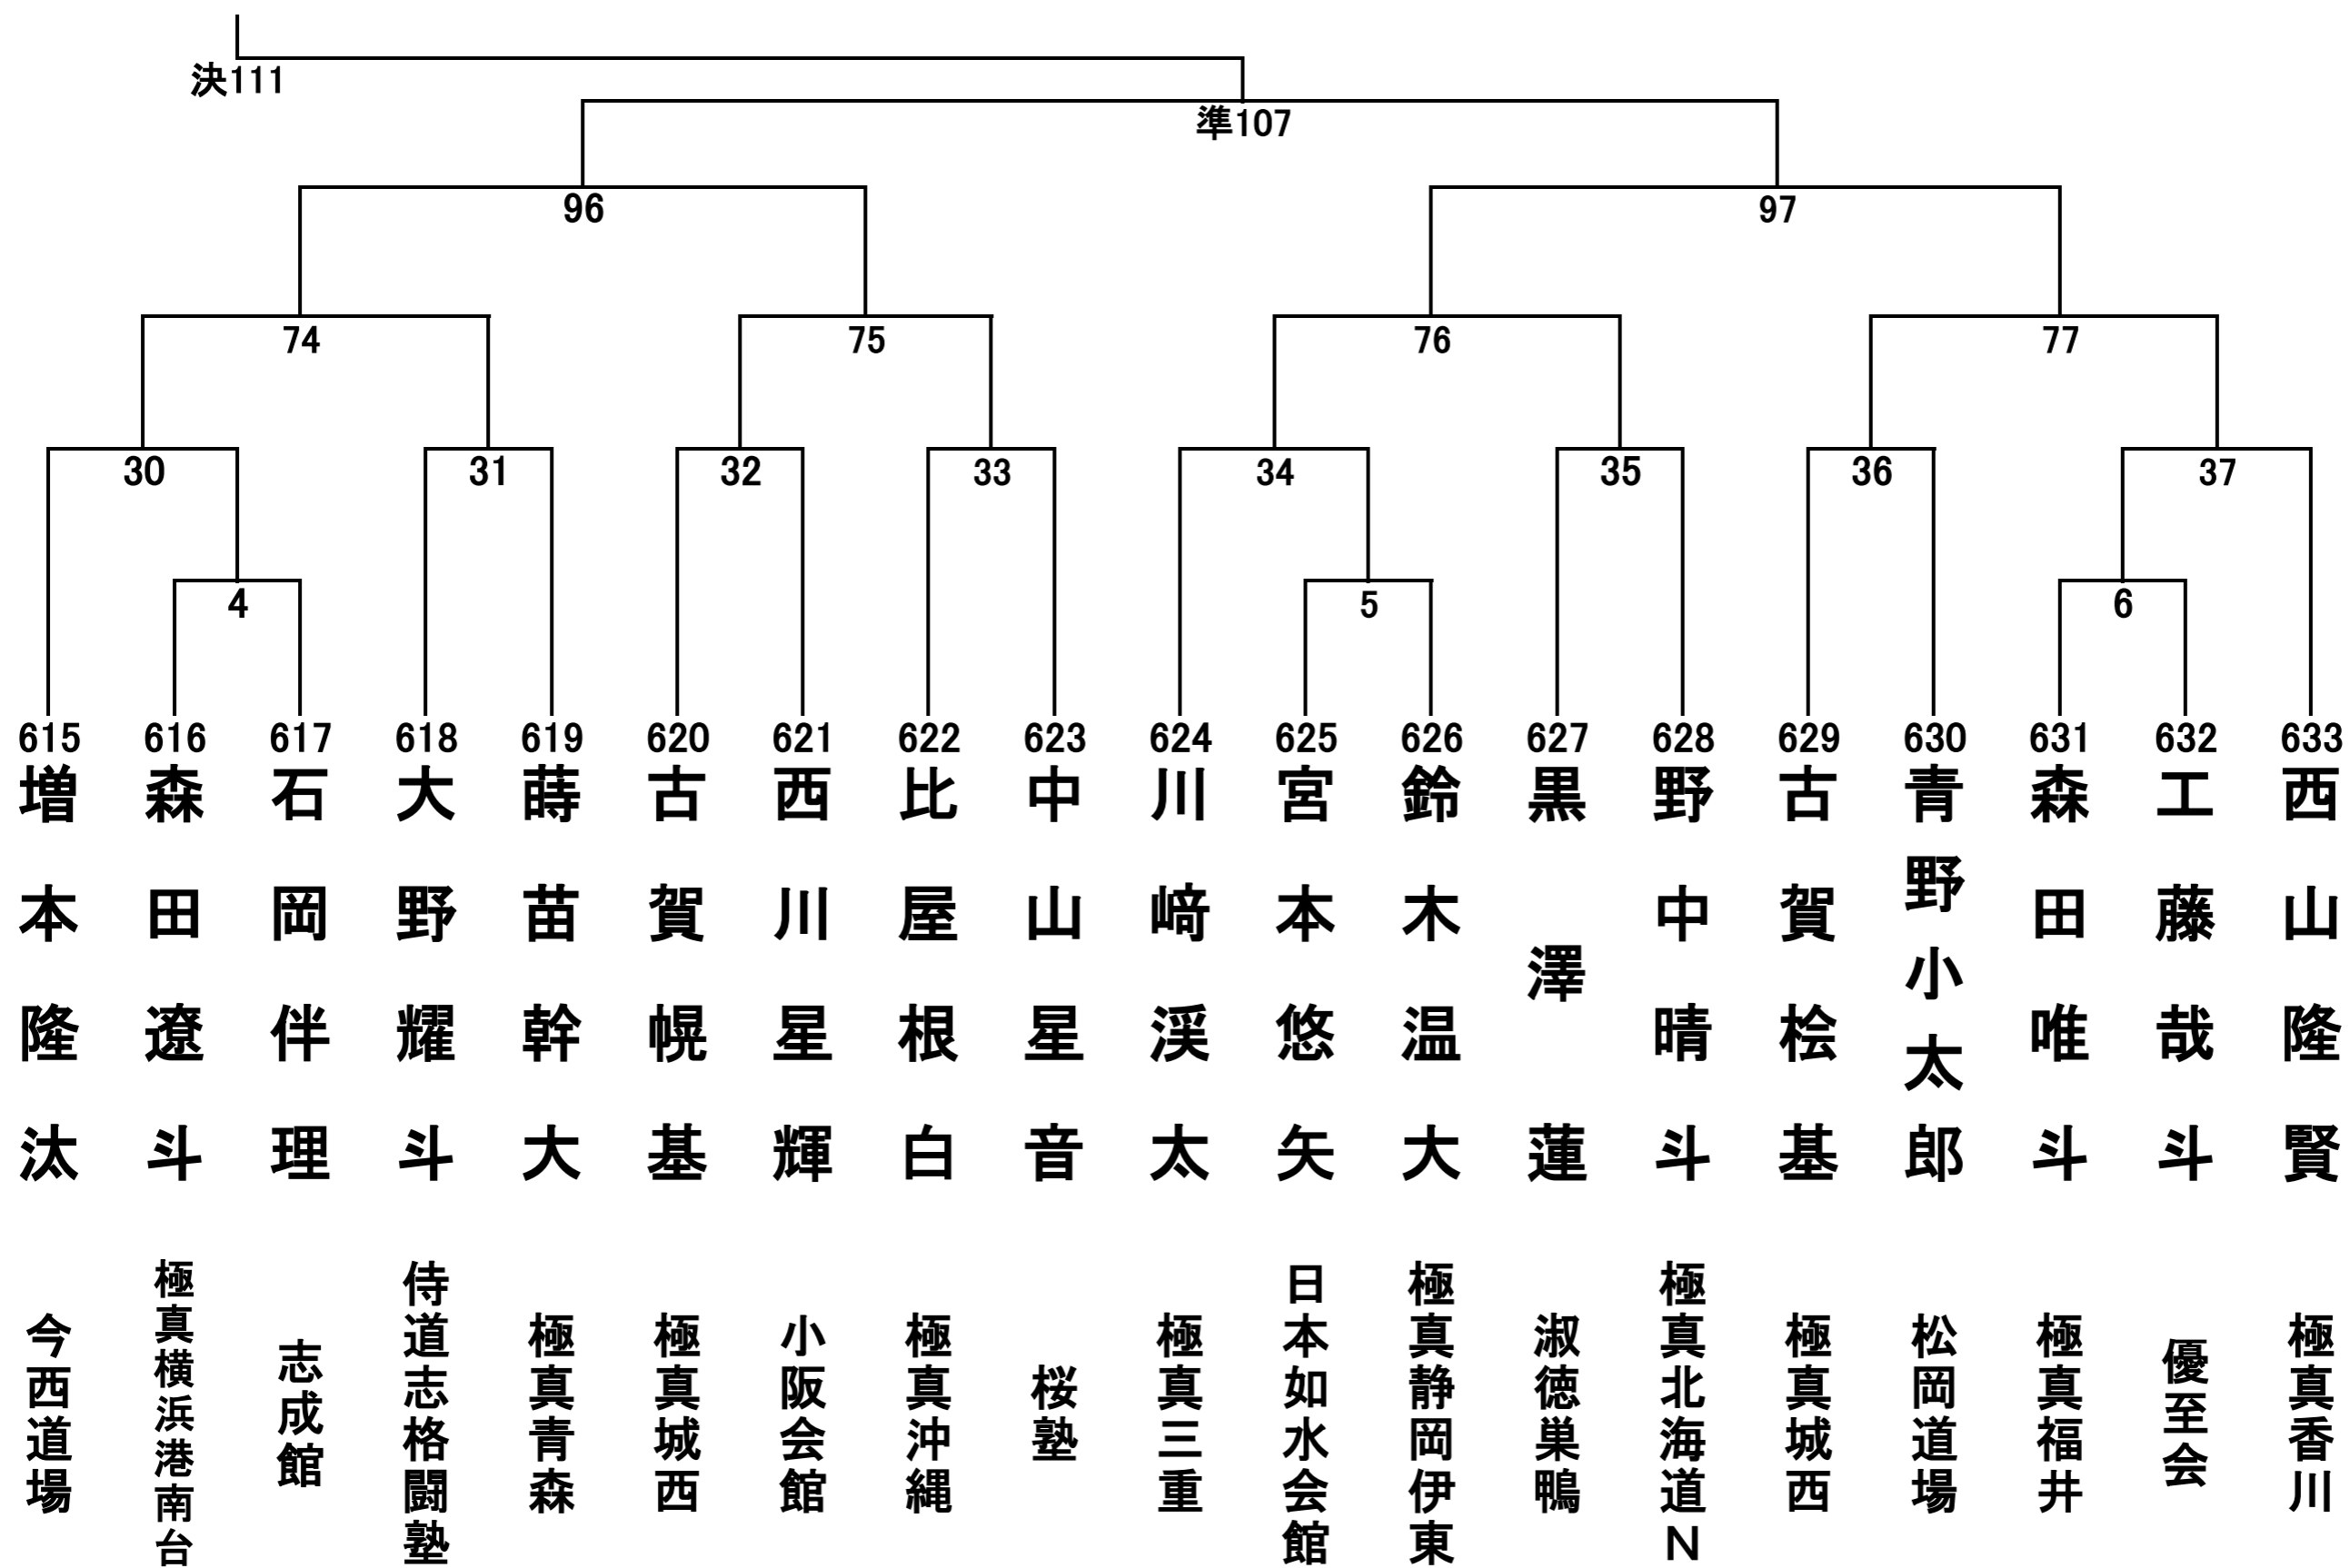 決111
準107
96
97
74
75
76
77
30
31
32
33
34
35
36
37
4
5
6
615
増本隆汰
今西道場
616
森田遼斗
極真横浜港南台
617
石岡伴理
志成館
618
大野耀斗
侍道志格闘塾
619
蒔苗幹大
極真青森
620
古賀幌基
極真城西
621
西川星輝
小阪会館
622
比屋根白
極真沖縄
623
中山星音
桜塾
624
川﨑渓太
極真三重
625
宮本悠矢
日本如水会館
626
鈴木温大
極真静岡伊東
627
黒澤蓮
淑徳巣鴨
628
野中晴斗
極真北海道Ｎ
629
古賀桧基
極真城西
630
青野小太郎
松岡道場
631
森田唯斗
極真福井
632
工藤哉斗
優至会
633
西山隆賢
極真香川